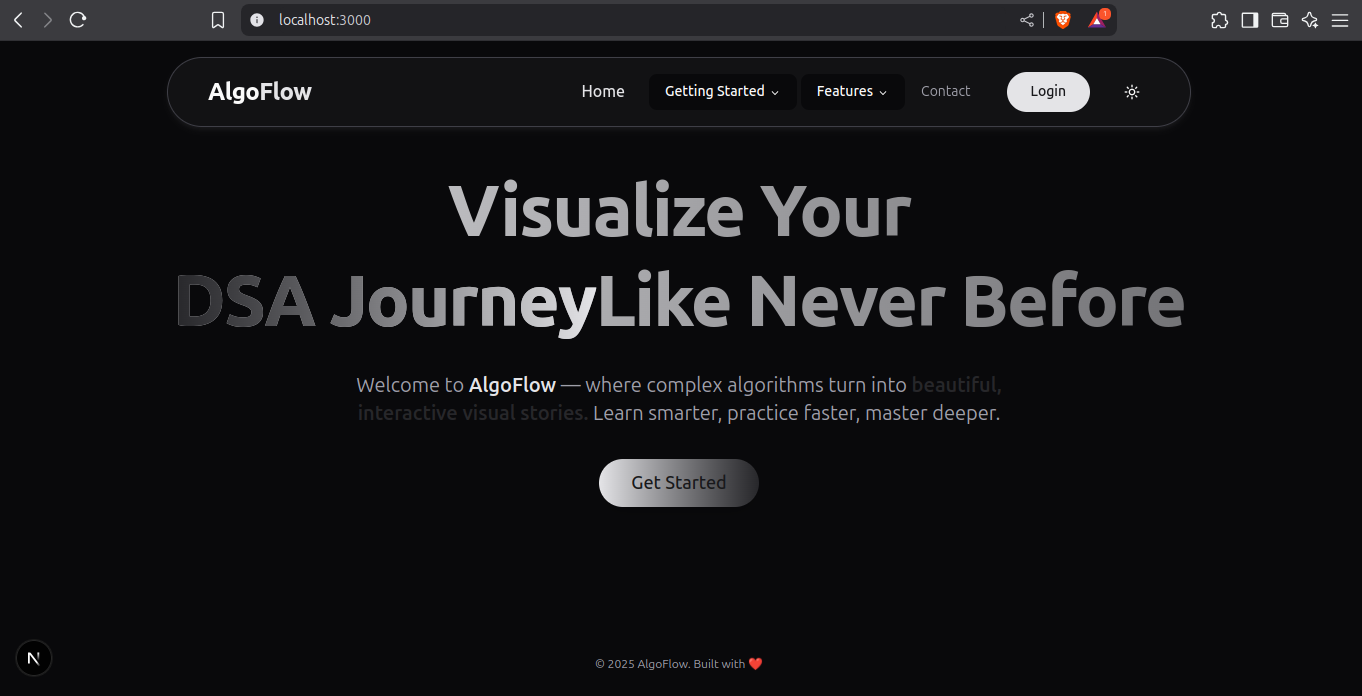 localhost:3000
1
AlgoFlow Home Getting Started Features Contact Login
Visualize Your
DSA JourneyLike Never Before
Welcome to AlgoFlow — where complex algorithms turn into beautiful,
interactive visual stories. Learn smarter, practice faster, master deeper.
Get Started
N
© 2025 AlgoFlow. Built with ❤️